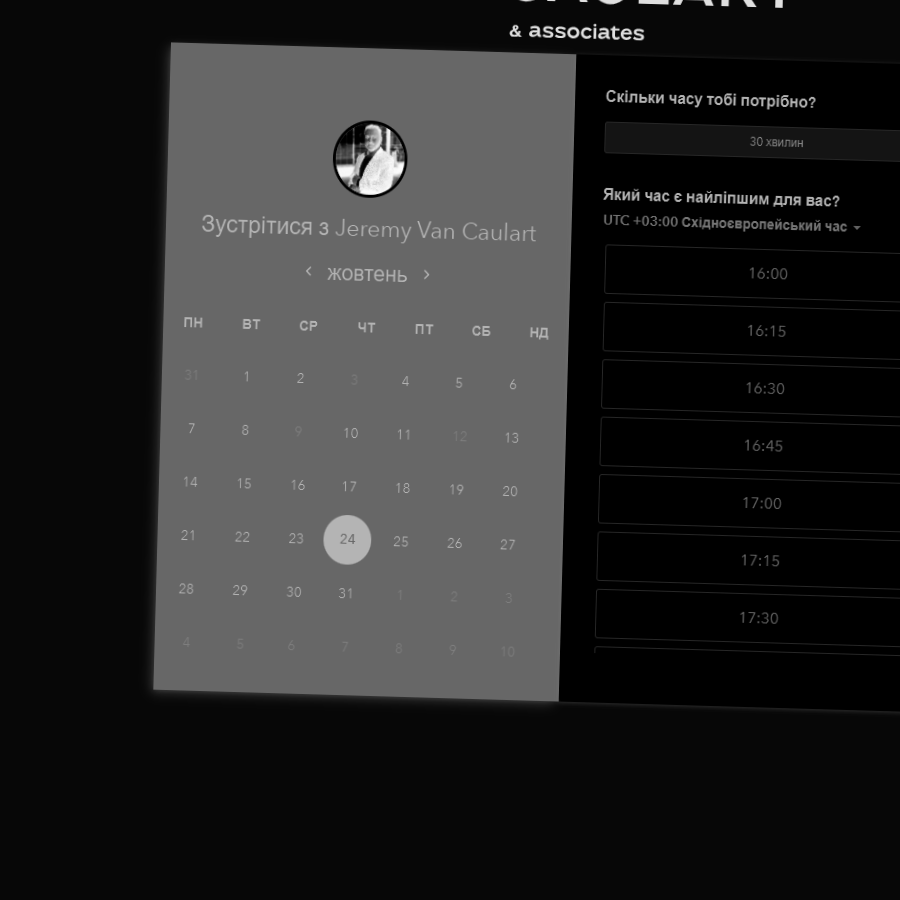 & associates
Зустрітися з Jeremy Van Caulart
жовтень
ПН ВТ СР ЧТ ПТ СБ НД
31 1 2 3 4 5 6
7 8 9 10 11 12 13
14 15 16 17 18 19 20
21 22 23 24 25 26 27
28 29 30 31 1 2 3
4 5 6 7 8 9 10
Скільки часу тобі потрібно?
30 хвилин
Який час є найліпшим для вас?
UTC +03:00 Східноєвропейський час
16:00
16:15
16:30
16:45
17:00
17:15
17:30